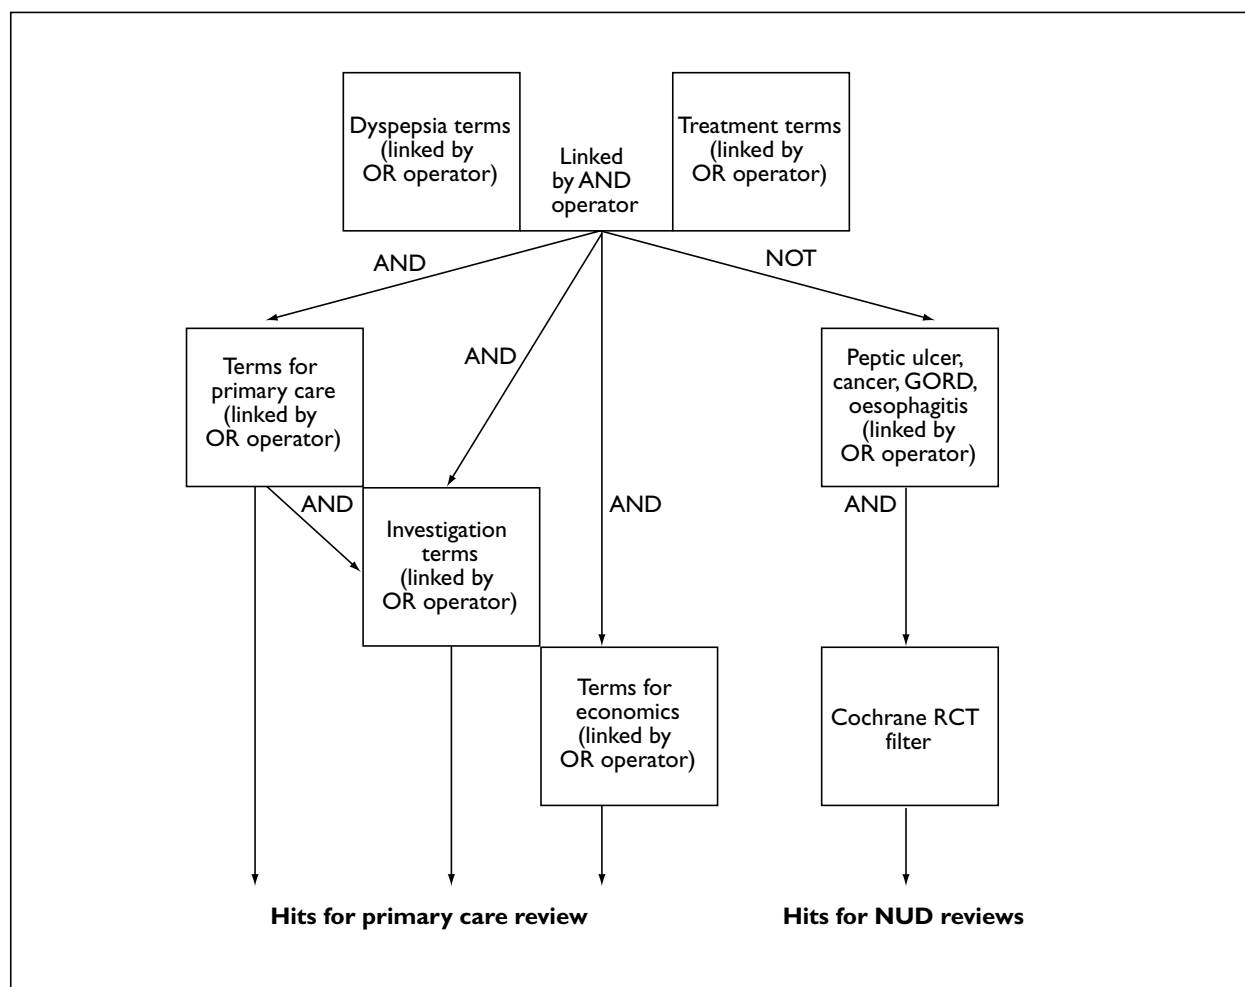 Dyspepsia terms
(linked by
OR operator)
Linked
by AND
operator
Treatment terms
(linked by
OR operator)
AND
NOT
AND
Terms for
primary care
(linked by
OR operator)
Peptic ulcer,
cancer, GORD,
oesophagitis
(linked by
OR operator)
AND
AND
AND
Investigation
terms
(linked by
OR operator)
Terms for
economics
(linked by
OR operator)
Cochrane RCT
filter
Hits for primary care review
Hits for NUD reviews